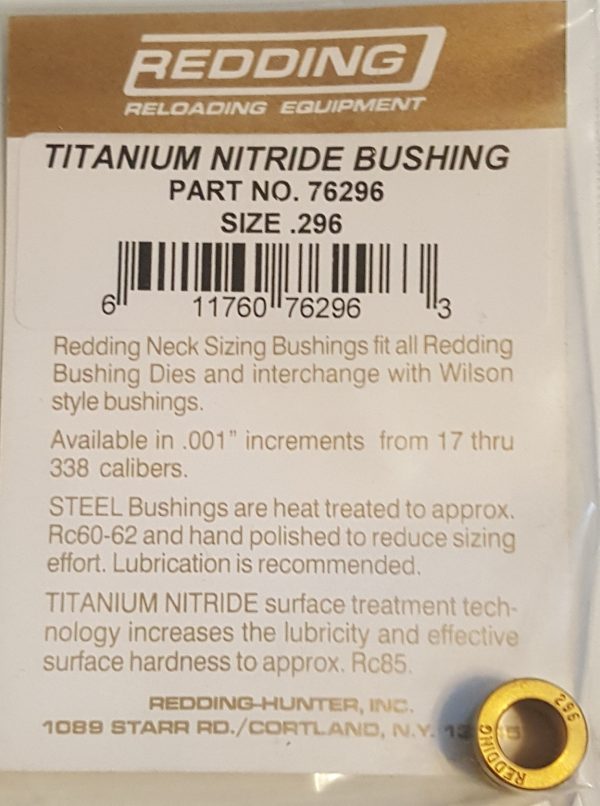 REDDING
RELOADING EQUIPMENT
TITANIUM NITRIDE BUSHING
PART NO. 76296
SIZE .296
6 11760 76296 3
Redding Neck Sizing Bushings fit all Redding
Bushing Dies and interchange with Wilson
style bushings.
Available in .001" increments from 17 thru
338 calibers.
STEEL Bushings are heat treated to approx.
Rc60-62 and hand polished to reduce sizing
effort. Lubrication is recommended.
TITANIUM NITRIDE surface treatment tech-
nology increases the lubricity and effective
surface hardness to approx. Rc85.
REDDING-HUNTER, INC.
1089 STARR RD./CORTLAND, N.Y.
296
REDDING